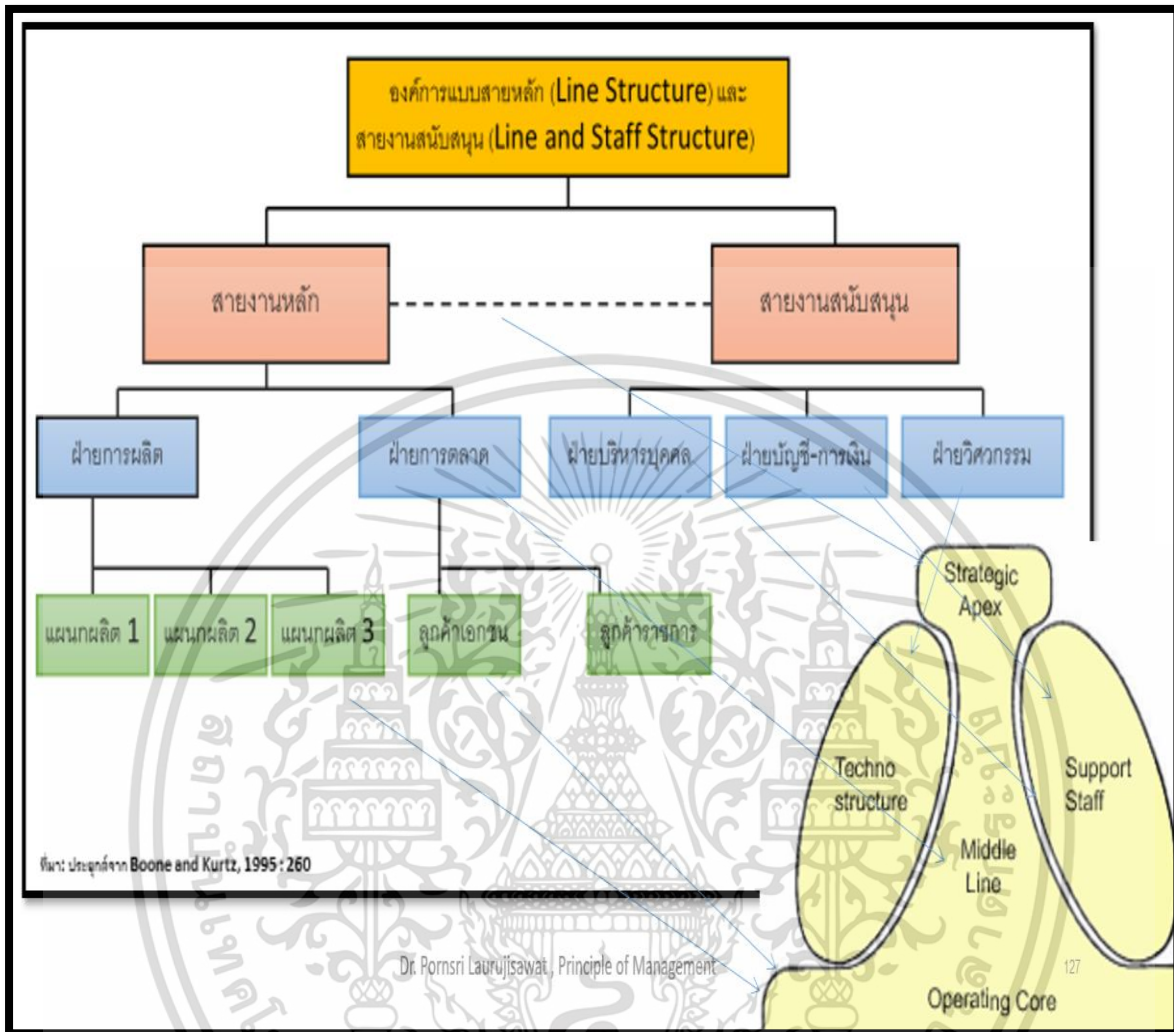 องค์การแบบสายหลัก (Line Structure) และ
สายงานสนับสนุน (Line and Staff Structure)
สายงานหลัก
สายงานสนับสนุน
ฝ่ายการผลิต
ฝ่ายการตลาด
ฝ่ายบริหารบุคคล
ฝ่ายบัญชี-การเงิน
ฝ่ายวิศวกรรม
แผนกผลิต 1
แผนกผลิต 2
แผนกผลิต 3
ลูกค้าเอกชน
ลูกค้าราชการ
Strategic
Apex
Techno
structure
Support
Staff
Middle
Line
Operating Core
ที่มา: ประยุกต์จาก Boone and Kurtz, 1995 : 260
Dr. Pornsri Laurujisawat , Principle of Management
127